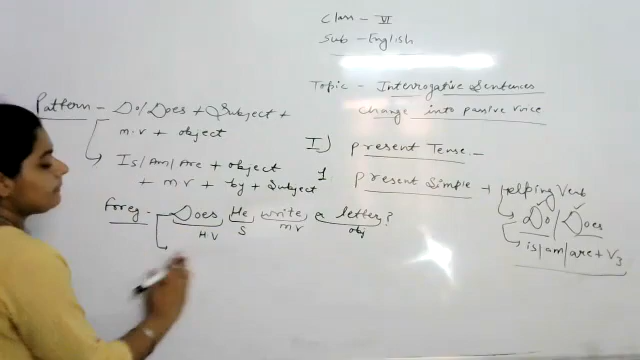 Class - VI
Sub - English
Topic - Interrogative Sentences
change into passive voice
Pattern - Do/Does + Subject +
m.v + object
Is/Am/Are + object
+ mv + by + Subject
I) present Tense -
1. present Simple + Helping Verb
Do Does
is/am/are + V3
Foreg - Does He write a letter?
HV S mv obj